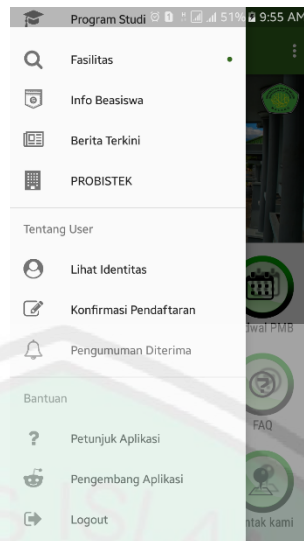 Program Studi 51% 9:55 AM
Fasilitas
Info Beasiswa
Berita Terkini
PROBISTEK
Tentang User
Lihat Identitas
Konfirmasi Pendaftaran
dwal PMB
Pengumuman Diterima
Bantuan
FAQ
Petunjuk Aplikasi
Pengembang Aplikasi
Logout
ntak kami